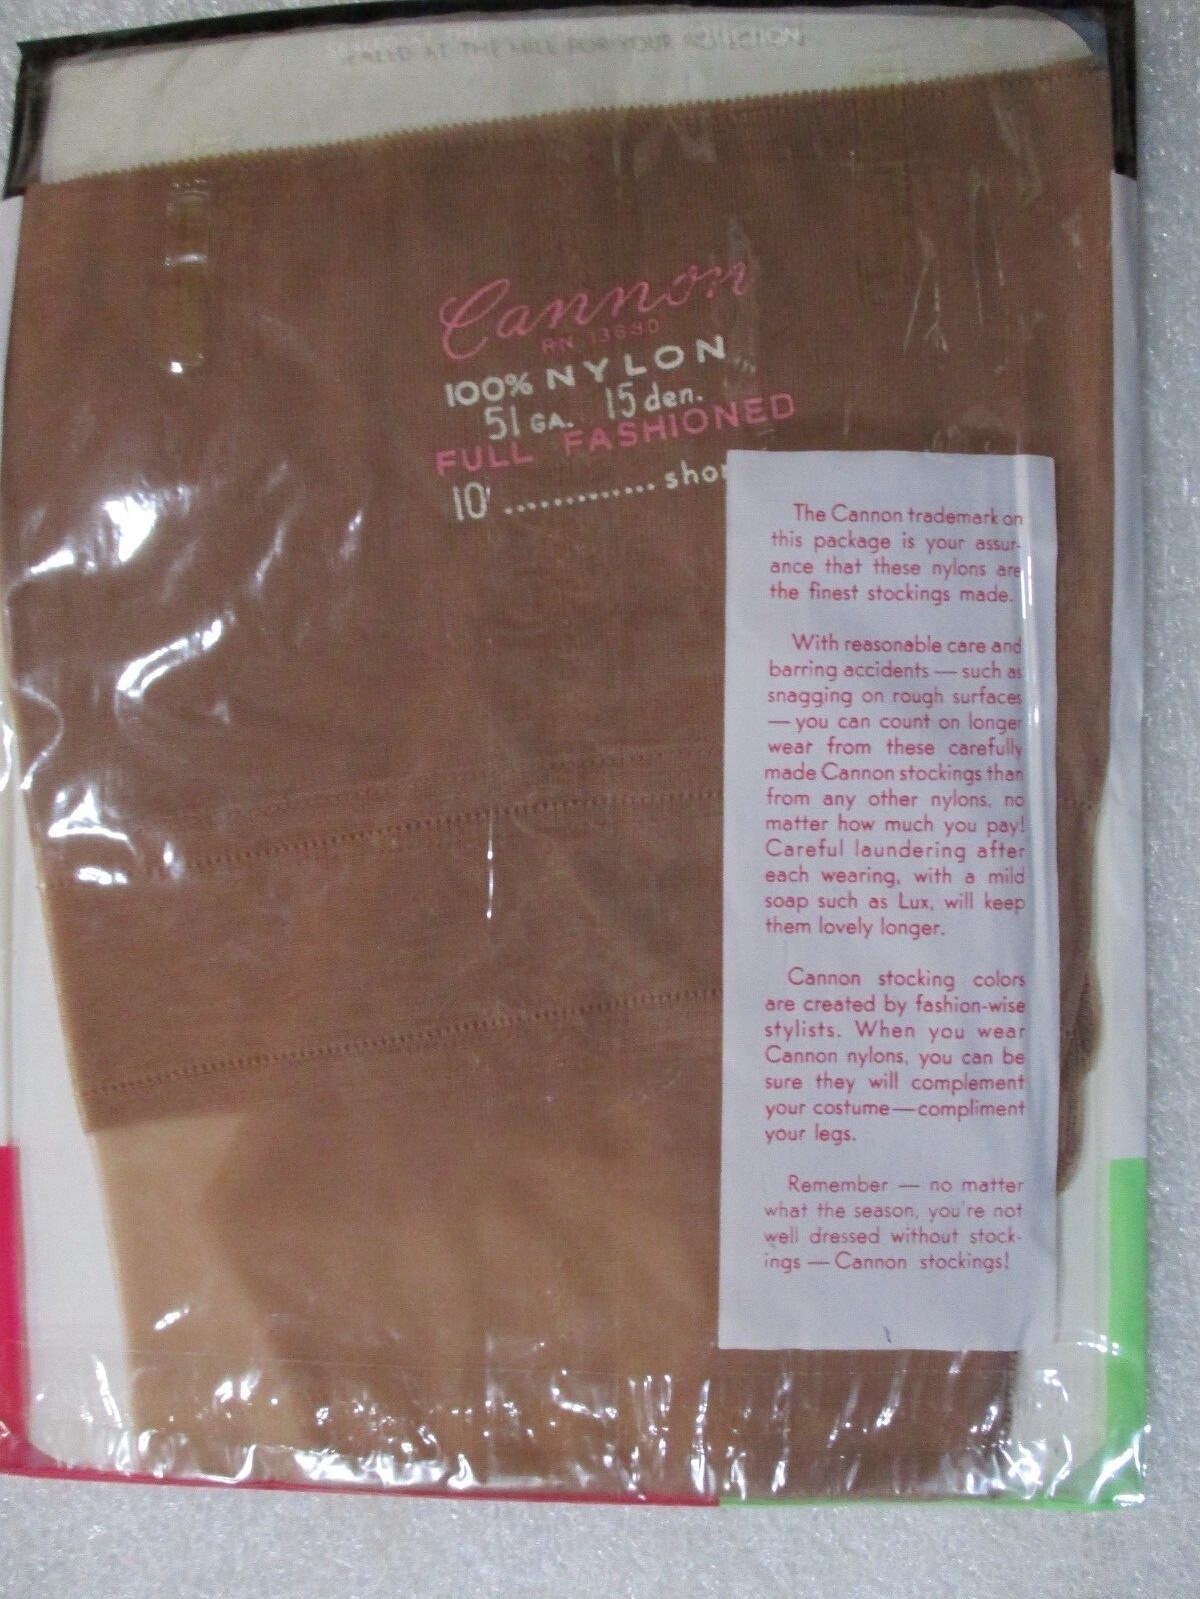 SEALED AT THE MILL FOR YOUR PROTECTION
Cannon
RN 13690
100% NYLON
51 GA. 15 den.
FULL FASHIONED
10 ............. shor
The Cannon trademark on
this package is your assur-
ance that these nylons are
the finest stockings made.
With reasonable care and
barring accidents — such as
snagging on rough surfaces
— you can count on longer
wear from these carefully
made Cannon stockings than
from any other nylons, no
matter how much you pay!
Careful laundering after
each wearing, with a mild
soap such as Lux, will keep
them lovely longer.
Cannon stocking colors
are created by fashion-wise
stylists. When you wear
Cannon nylons, you can be
sure they will complement
your costume—compliment
your legs.
Remember — no matter
what the season, you're not
well dressed without stock-
ings — Cannon stockings!